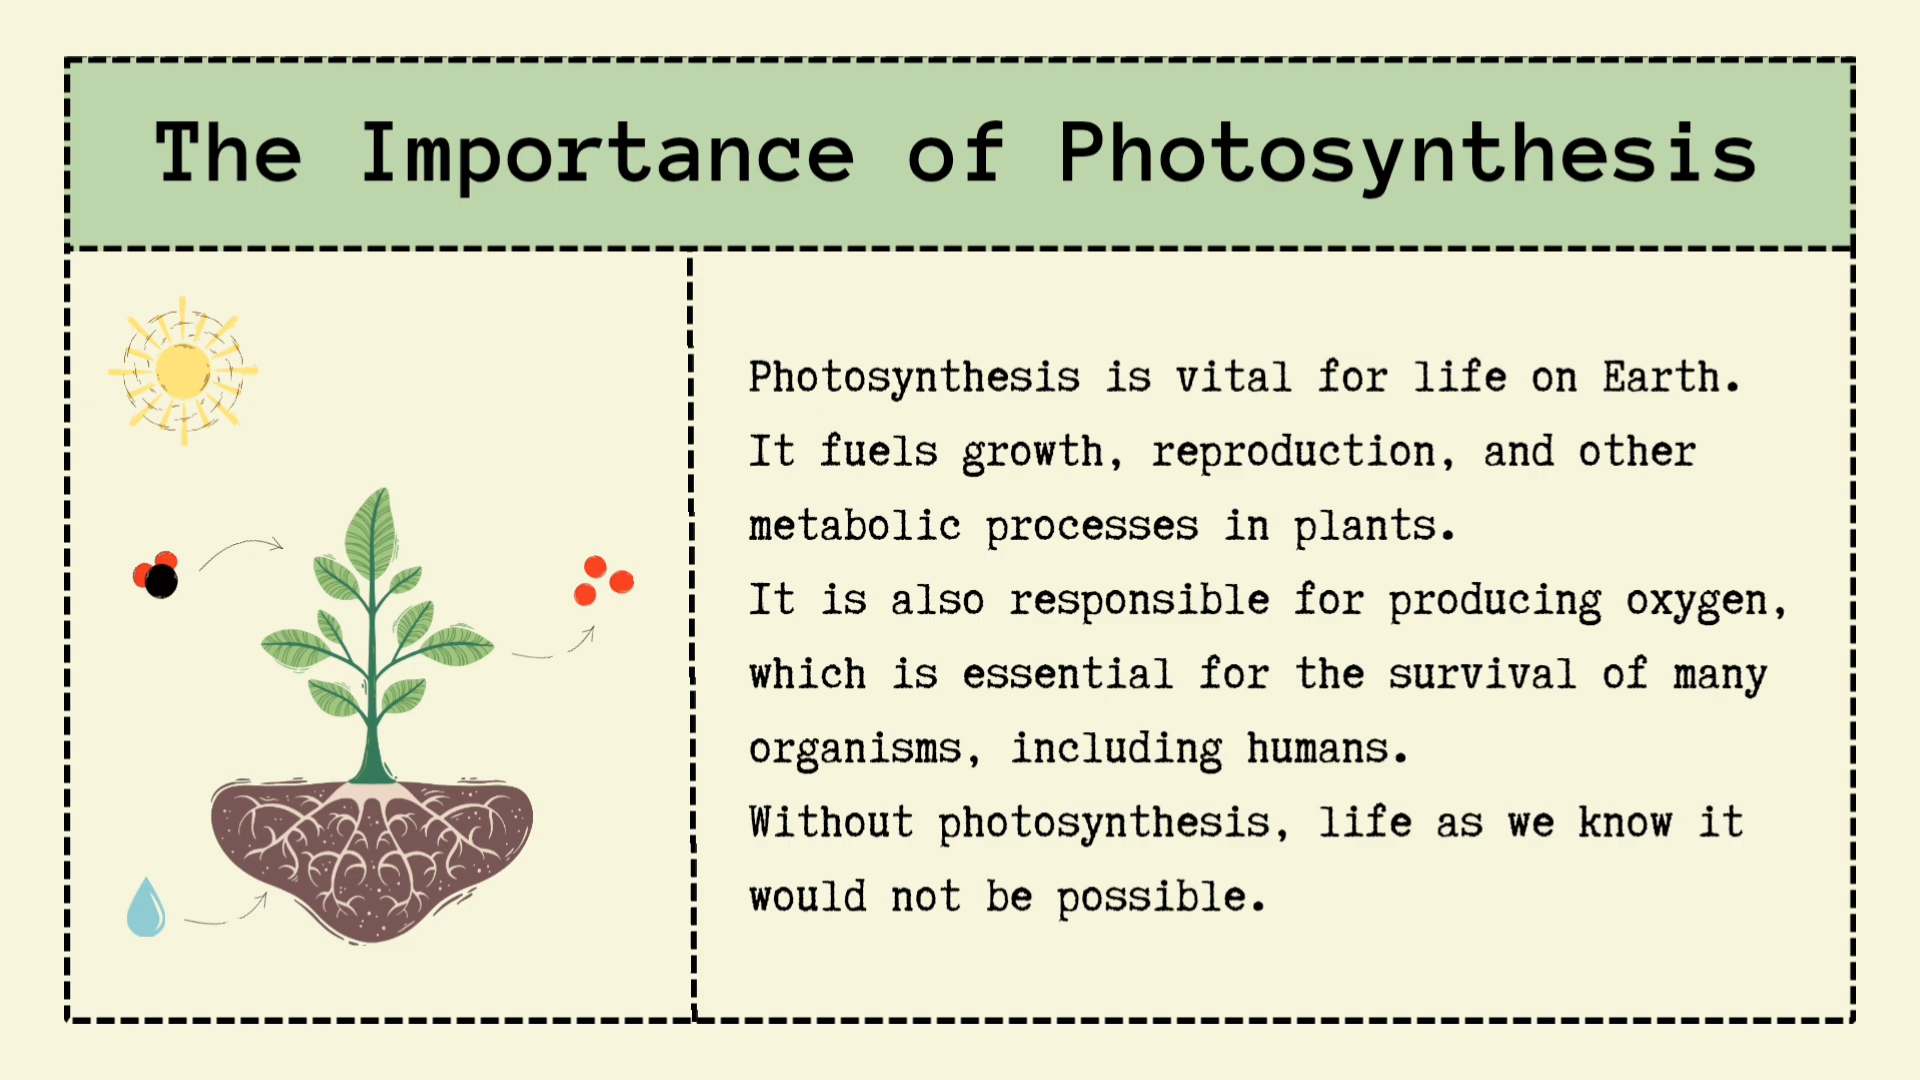 The Importance of Photosynthesis
Photosynthesis is vital for life on Earth.
It fuels growth, reproduction, and other
metabolic processes in plants.
It is also responsible for producing oxygen,
which is essential for the survival of many
organisms, including humans.
Without photosynthesis, life as we know it
would not be possible.